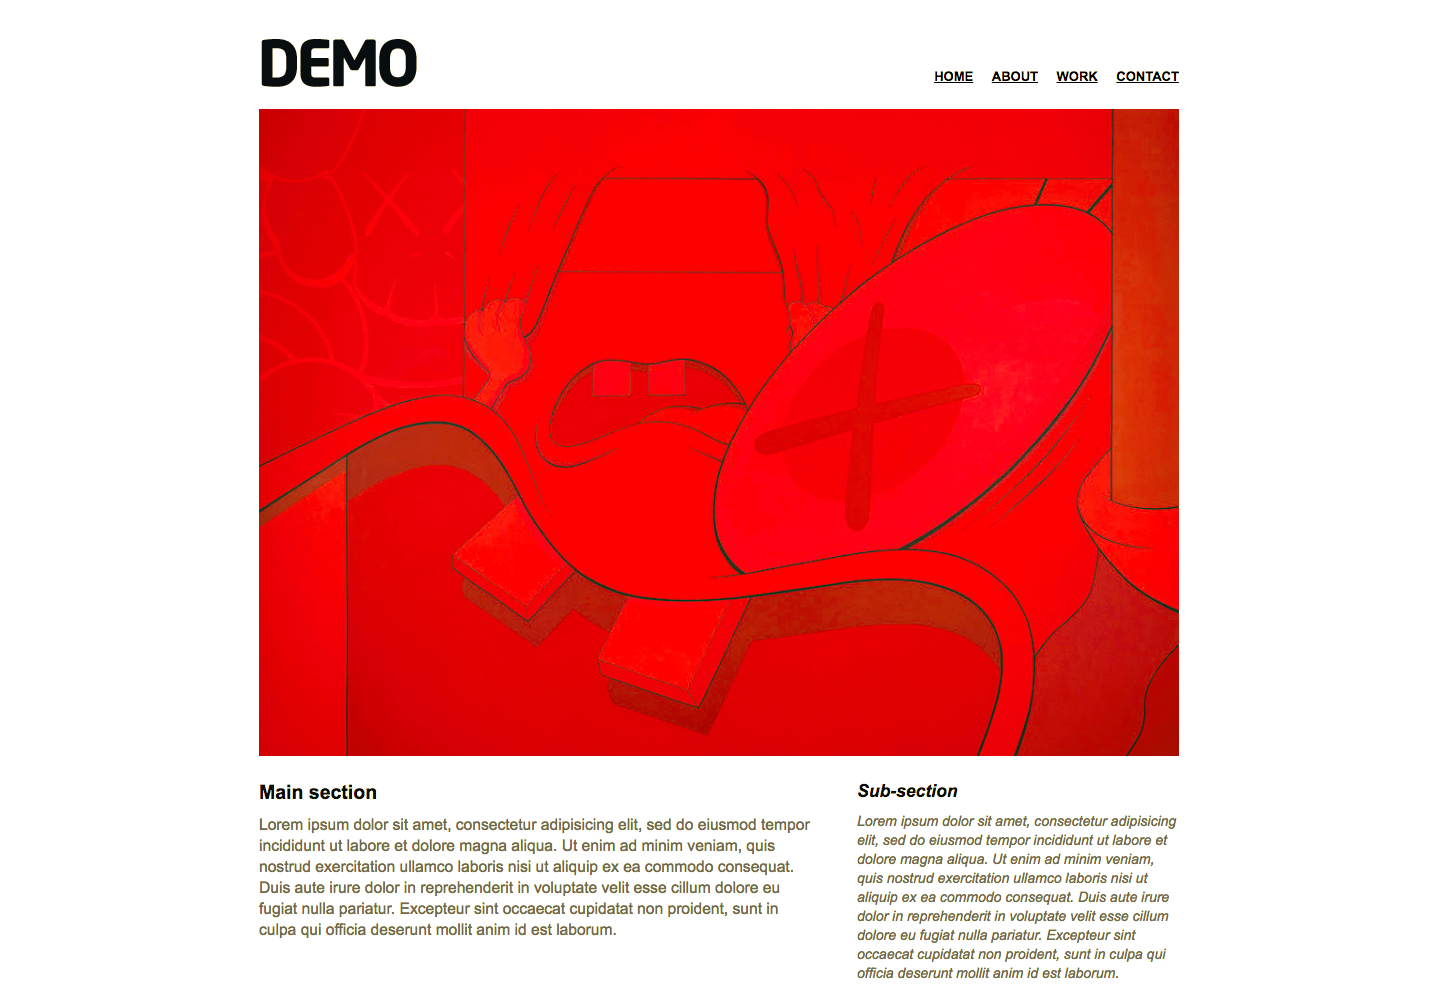 DEMO
HOME ABOUT WORK CONTACT
Main section
Lorem ipsum dolor sit amet, consectetur adipisicing elit, sed do eiusmod tempor
incididunt ut labore et dolore magna aliqua. Ut enim ad minim veniam, quis
nostrud exercitation ullamco laboris nisi ut aliquip ex ea commodo consequat.
Duis aute irure dolor in reprehenderit in voluptate velit esse cillum dolore eu
fugiat nulla pariatur. Excepteur sint occaecat cupidatat non proident, sunt in
culpa qui officia deserunt mollit anim id est laborum.
Sub-section
Lorem ipsum dolor sit amet, consectetur adipisicing
elit, sed do eiusmod tempor incididunt ut labore et
dolore magna aliqua. Ut enim ad minim veniam,
quis nostrud exercitation ullamco laboris nisi ut
aliquip ex ea commodo consequat. Duis aute irure
dolor in reprehenderit in voluptate velit esse cillum
dolore eu fugiat nulla pariatur. Excepteur sint
occaecat cupidatat non proident, sunt in culpa qui
officia deserunt mollit anim id est laborum.